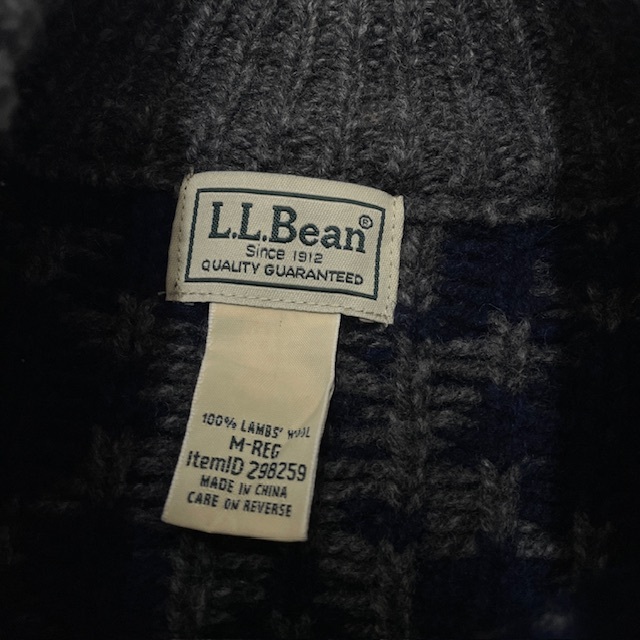 L.L.Bean®
Since 1912
QUALITY GUARANTEED
100% LAMBS' WOOL
M-REG
ItemID 298259
MADE IN CHINA
CARE ON REVERSE